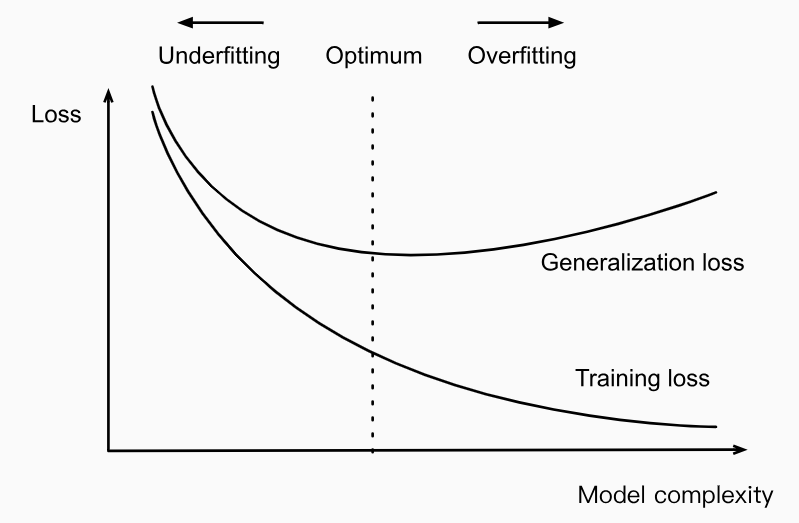 Underfitting Optimum Overfitting
Loss
Generalization loss
Training loss
Model complexity